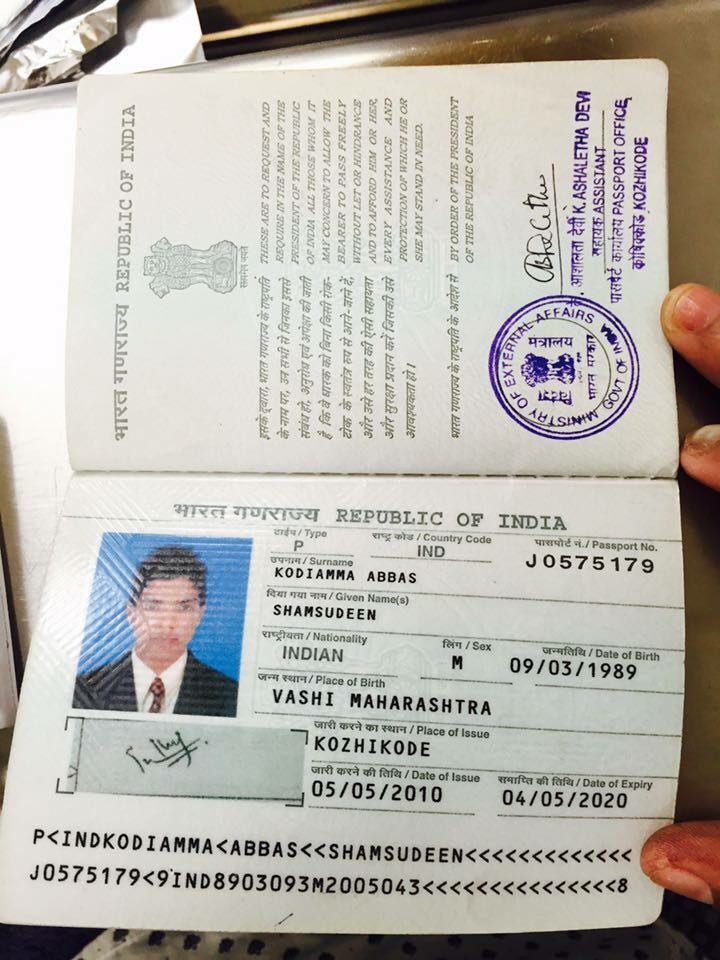 भारत गणराज्य REPUBLIC OF INDIA
सत्यमेव जयते
इसके द्वारा, भारत गणराज्य के राष्ट्रपति
के नाम पर, उन सभी से जिनका इससे
संबंध हो, अनुरोध एवं अपेक्षा की जाती
है कि वे धारक को बिना किसी रोक-
टोक के स्वतंत्र रूप से आने-जाने दें,
और उसे हर तरह की ऐसी सहायता
और सुरक्षा प्रदान करें जिसकी उसे
आवश्यकता हो।
भारत गणराज्य के राष्ट्रपति के आदेश से
THESE ARE TO REQUEST AND
REQUIRE IN THE NAME OF THE
PRESIDENT OF THE REPUBLIC
OF INDIA ALL THOSE WHOM IT
MAY CONCERN TO ALLOW THE
BEARER TO PASS FREELY
WITHOUT LET OR HINDRANCE
AND TO AFFORD HIM OR HER,
EVERY ASSISTANCE AND
PROTECTION OF WHICH HE OR
SHE MAY STAND IN NEED.
BY ORDER OF THE PRESIDENT
OF THE REPUBLIC OF INDIA
MINISTRY OF EXTERNAL AFFAIRS
GOVT OF INDIA
मंत्रालय
भारत सरकार
आशालता देवी K. ASHALETHA DEVI
सहायक ASSISTANT
पासपोर्ट कार्यालय PASSPORT OFFICE,
कोषिक्कोड KOZHIKODE
भारत गणराज्य REPUBLIC OF INDIA
टाईप / Type राष्ट्र कोड / Country Code पासपोर्ट नं. / Passport No.
P IND J0575179
उपनाम / Surname
KODIAMMA ABBAS
दिया गया नाम / Given Name(s)
SHAMSUDEEN
राष्ट्रीयता / Nationality लिंग / Sex जन्मतिथि / Date of Birth
INDIAN M 09/03/1989
जन्म स्थान / Place of Birth
VASHI MAHARASHTRA
जारी करने का स्थान / Place of Issue
KOZHIKODE
जारी करने की तिथि / Date of Issue समाप्ति की तिथि / Date of Expiry
05/05/2010 04/05/2020
P<INDKODIAMMA<ABBAS<<SHAMSUDEEN<<<<<<<<<<<<<
J0575179<9IND8903093M2005043<<<<<<<<<<<<<<<8